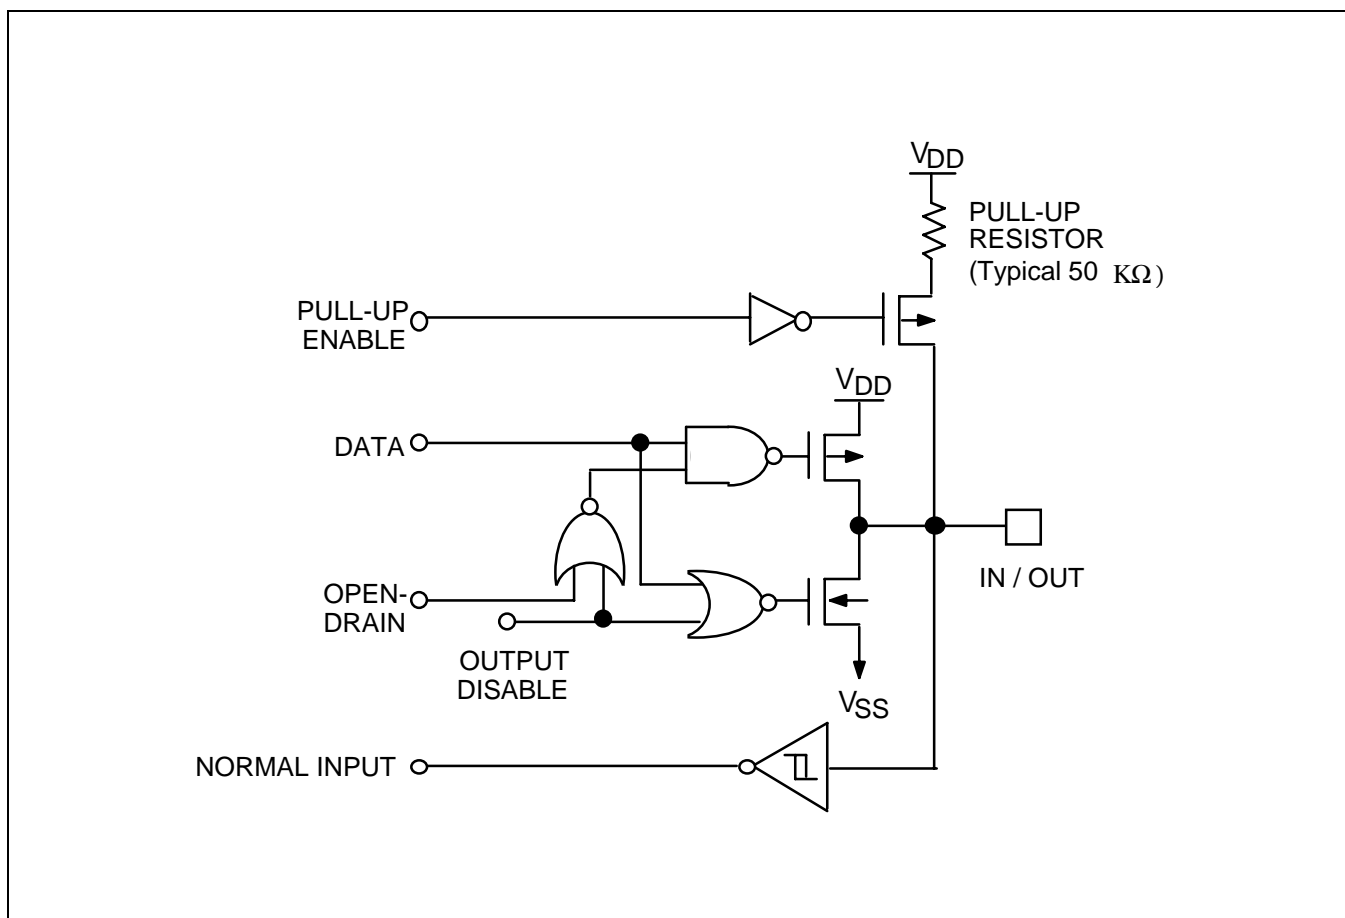 VDD
PULL-UP
RESISTOR
(Typical 50 KΩ)
PULL-UP
ENABLE
VDD
DATA
IN / OUT
OPEN-
DRAIN
OUTPUT
DISABLE
VSS
NORMAL INPUT